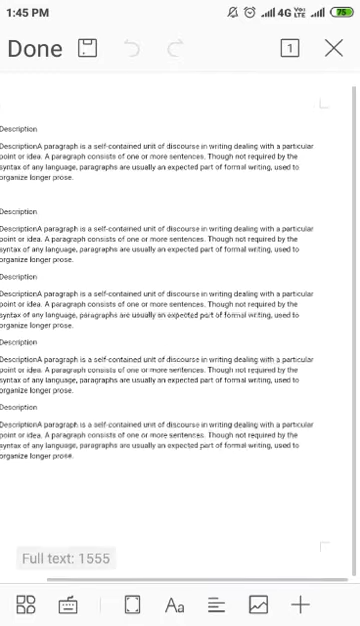 1:45 PM 4G Vo LTE 75
Done 1
Description
DescriptionA paragraph is a self-contained unit of discourse in writing dealing with a particular
point or idea. A paragraph consists of one or more sentences. Though not required by the
syntax of any language, paragraphs are usually an expected part of formal writing, used to
organize longer prose.
Description
DescriptionA paragraph is a self-contained unit of discourse in writing dealing with a particular
point or idea. A paragraph consists of one or more sentences. Though not required by the
syntax of any language, paragraphs are usually an expected part of formal writing, used to
organize longer prose.
Description
DescriptionA paragraph is a self-contained unit of discourse in writing dealing with a particular
point or idea. A paragraph consists of one or more sentences. Though not required by the
syntax of any language, paragraphs are usually an expected part of formal writing, used to
organize longer prose.
Description
DescriptionA paragraph is a self-contained unit of discourse in writing dealing with a particular
point or idea. A paragraph consists of one or more sentences. Though not required by the
syntax of any language, paragraphs are usually an expected part of formal writing, used to
organize longer prose.
Description
DescriptionA paragraph is a self-contained unit of discourse in writing dealing with a particular
point or idea. A paragraph consists of one or more sentences. Though not required by the
syntax of any language, paragraphs are usually an expected part of formal writing, used to
organize longer prose.
Full text: 1555
Aa